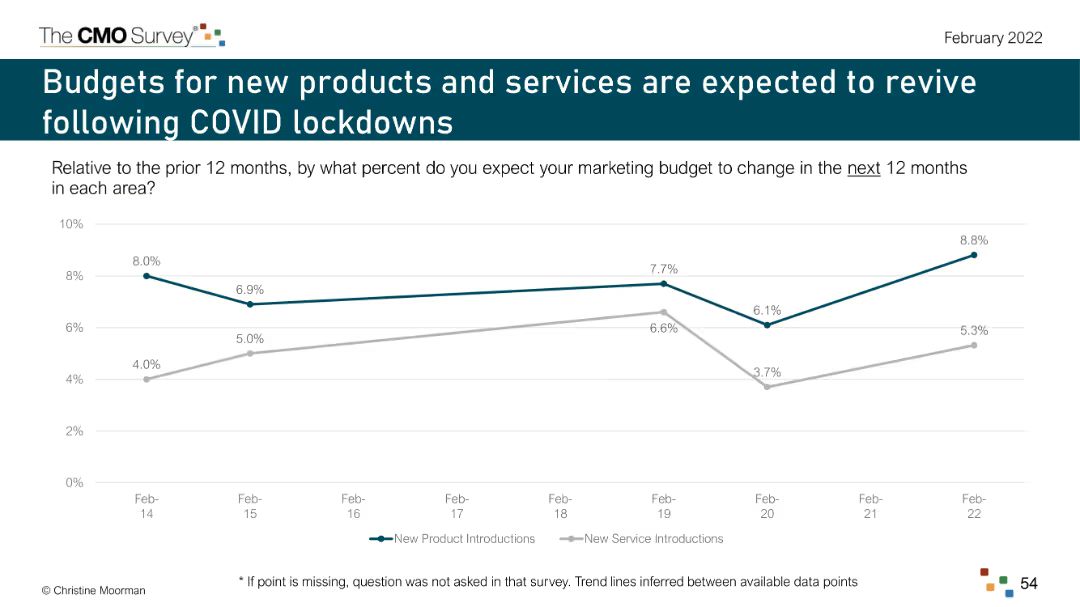 The CMO Survey®
February 2022
Budgets for new products and services are expected to revive
following COVID lockdowns
Relative to the prior 12 months, by what percent do you expect your marketing budget to change in the next 12 months
in each area?
10%
8%
6%
4%
2%
0%
8.0%
6.9%
7.7%
6.1%
8.8%
4.0%
5.0%
6.6%
3.7%
5.3%
Feb-
14
Feb-
15
Feb-
16
Feb-
17
Feb-
18
Feb-
19
Feb-
20
Feb-
21
Feb-
22
New Product Introductions
New Service Introductions
* If point is missing, question was not asked in that survey. Trend lines inferred between available data points
© Christine Moorman
54